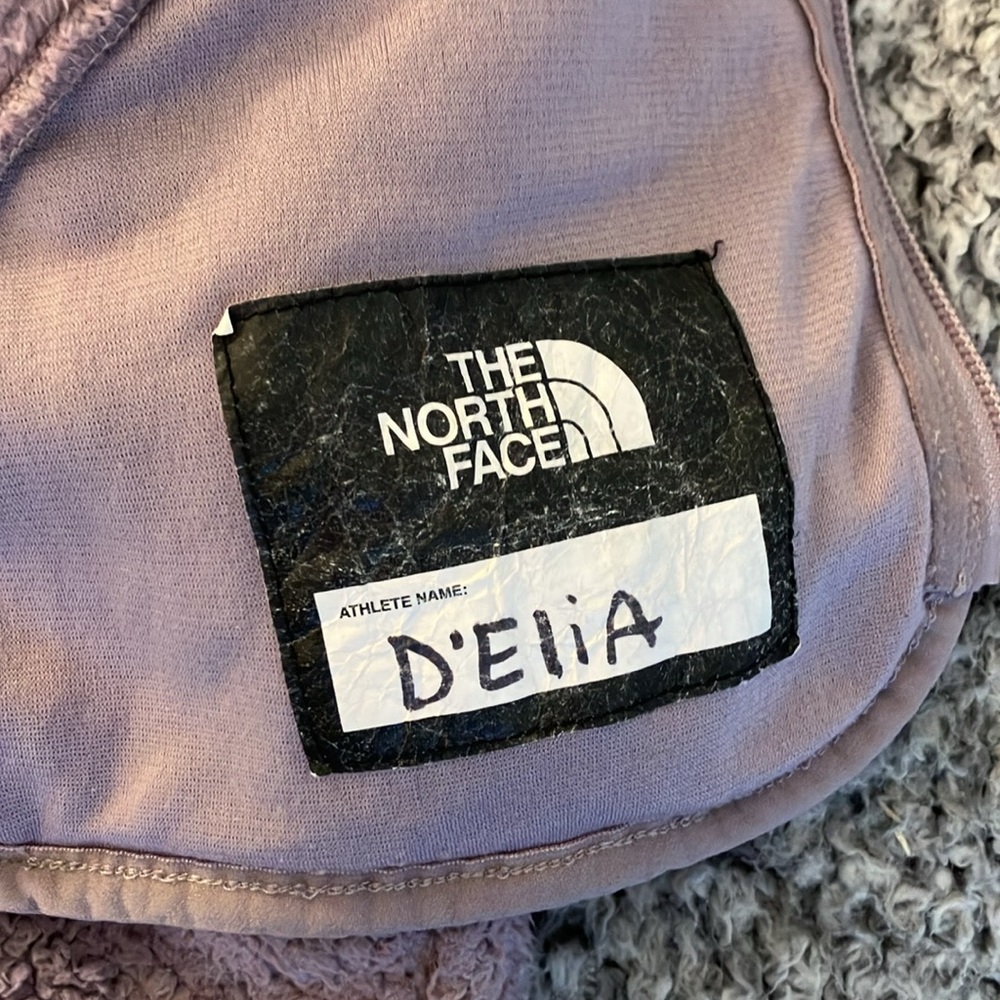 THE
NORTH
FACE
ATHLETE NAME:
D'EliA